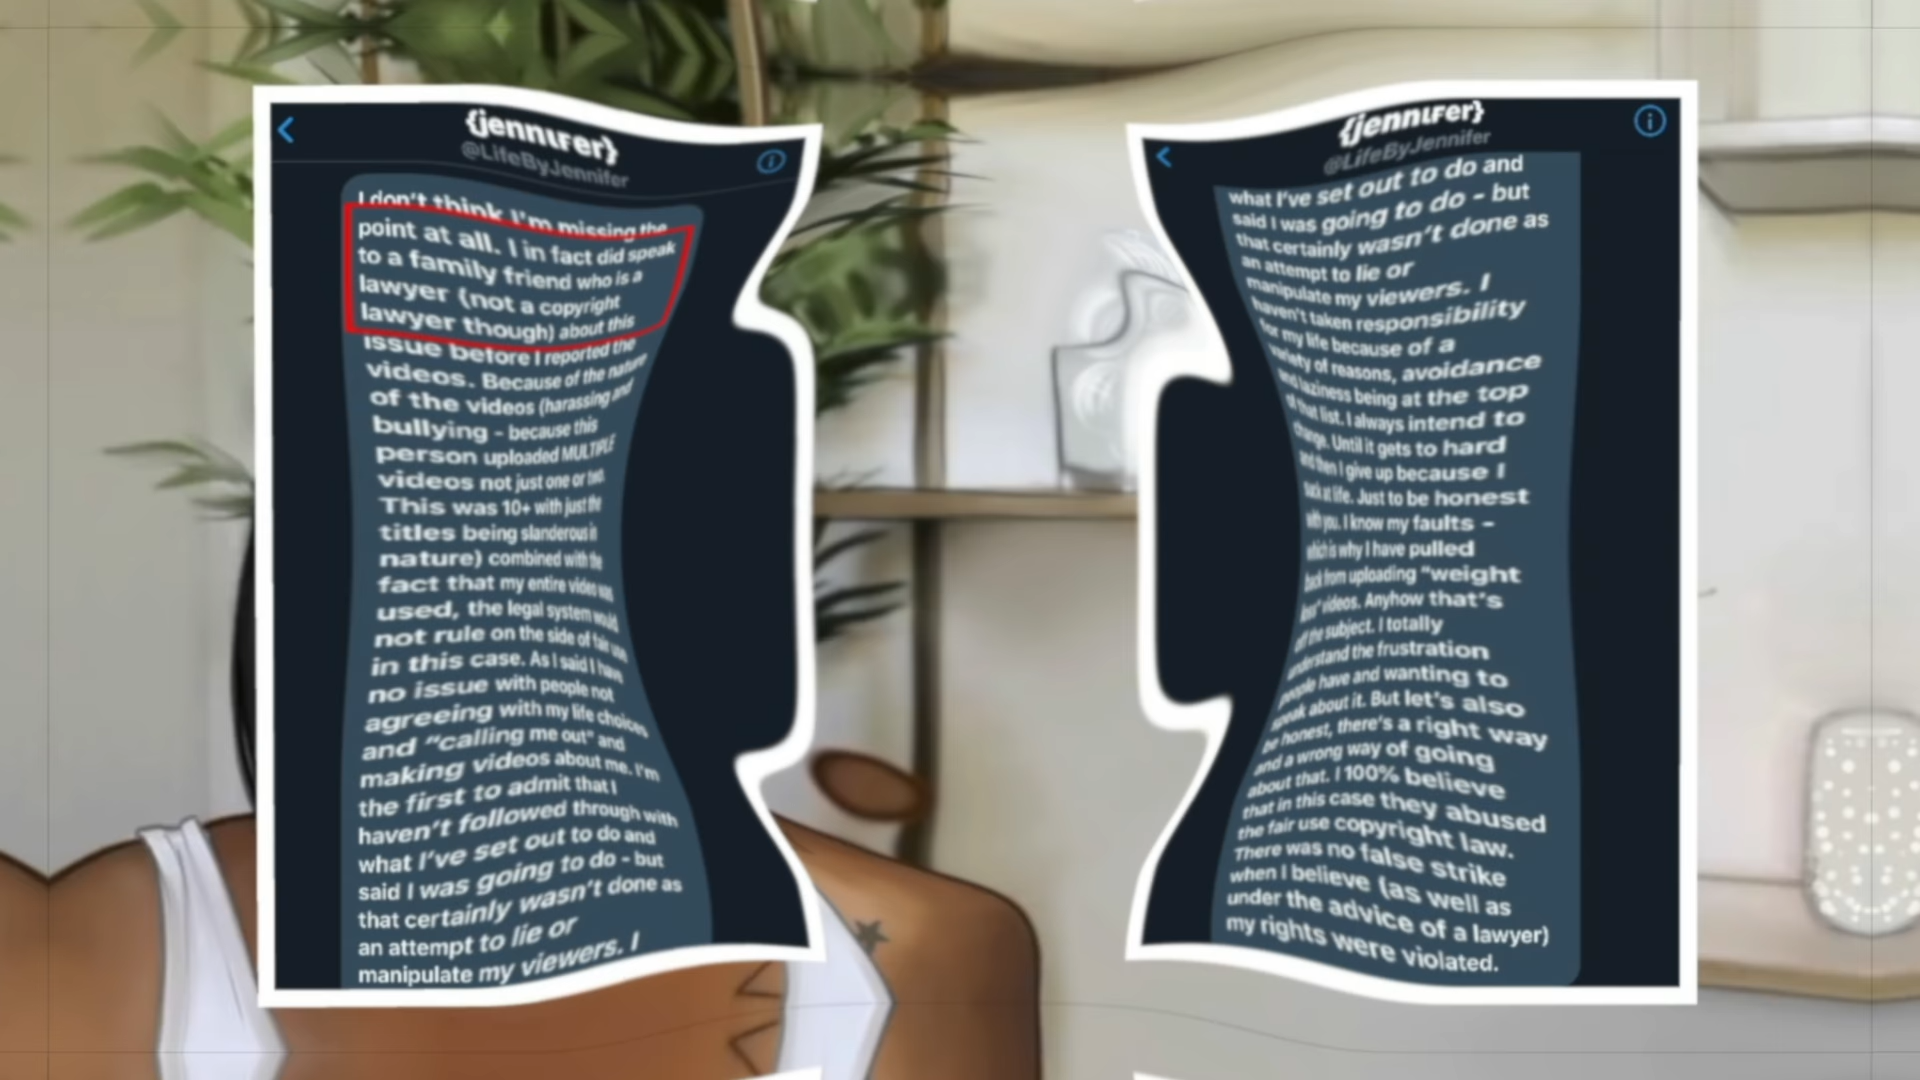 {jennιғer}
@LifeByJennifer
I don't think I'm missing the
point at all. I in fact did speak
to a family friend who is a
lawyer (not a copyright
lawyer though) about this
issue before I reported the
videos. Because of the nature
of the videos (harassing and
bullying - because this
person uploaded MULTIPLE
videos not just one or two.
This was 10+ with just the
titles being slanderous in
nature) combined with the
fact that my entire video was
used, the legal system would
not rule on the side of fair use
in this case. As I said I have
no issue with people not
agreeing with my life choices
and "calling me out" and
making videos about me. I'm
the first to admit that I
haven't followed through with
what I've set out to do and
said I was going to do - but
that certainly wasn't done as
an attempt to lie or
manipulate my viewers. I
{jennιғer}
@LifeByJennifer
what I've set out to do and
said I was going to do - but
that certainly wasn't done as
an attempt to lie or
manipulate my viewers. I
haven't taken responsibility
for my life because of a
variety of reasons, avoidance
and laziness being at the top
of that list. I always intend to
change. Until it gets to hard
and then I give up because I
suck at life. Just to be honest
with you. I know my faults -
which is why I have pulled
back from uploading "weight
loss" videos. Anyhow that's
off the subject. I totally
understand the frustration
people have and wanting to
speak about it. But let's also
be honest, there's a right way
and a wrong way of going
about that. I 100% believe
that in this case they abused
the fair use copyright law.
There was no false strike
when I believe (as well as
under the advice of a lawyer)
my rights were violated.